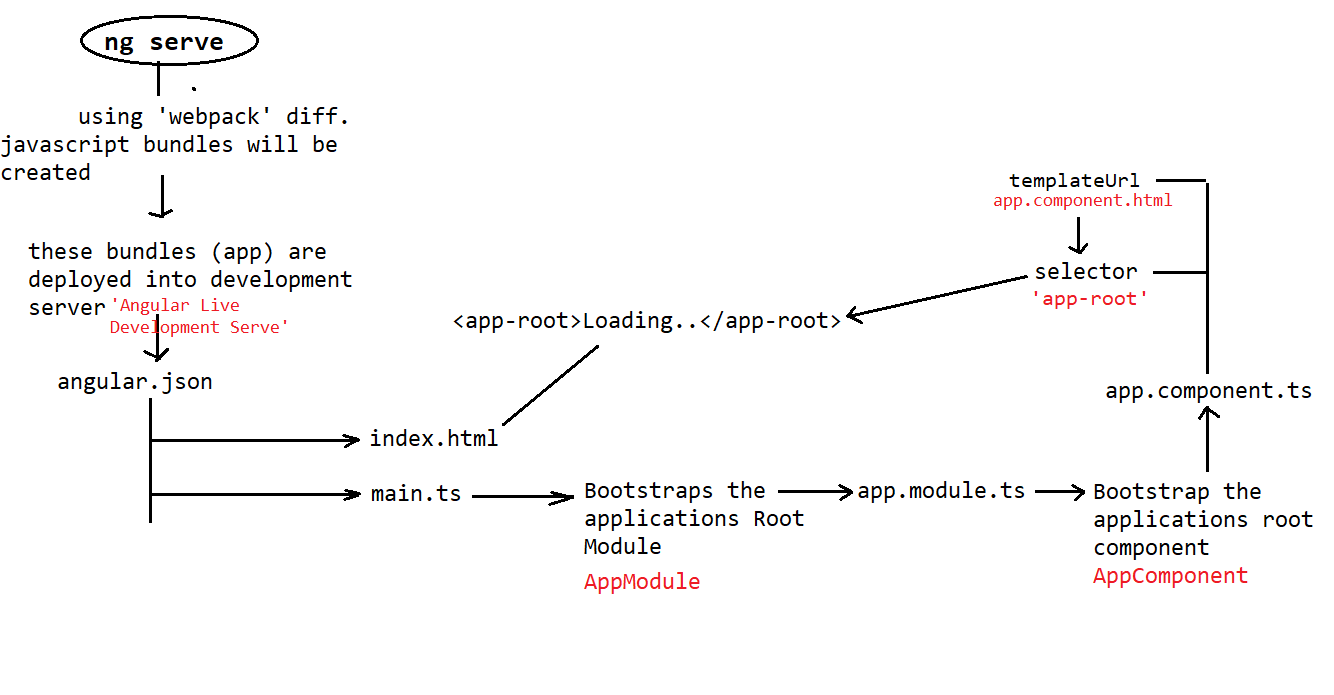 ng serve
using 'webpack' diff.
javascript bundles will be
created
these bundles (app) are
deployed into development
server 'Angular Live
Development Serve'
angular.json
index.html
main.ts
<app-root>Loading..</app-root>
Bootstraps the
applications Root
Module
AppModule
app.module.ts
Bootstrap the
applications root
component
AppComponent
app.component.ts
templateUrl
app.component.html
selector
'app-root'